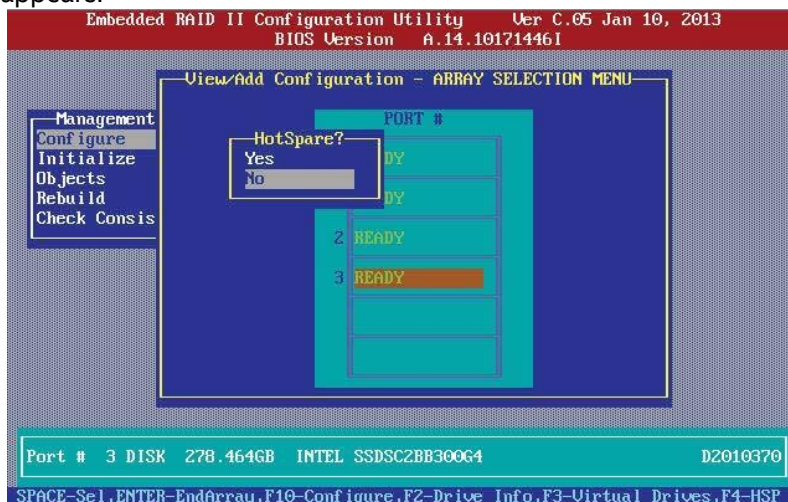 appears.
Embedded RAID II Configuration Utility Ver C.05 Jan 10, 2013
BIOS Version A.14.10171446I
View/Add Configuration - ARRAY SELECTION MENU
Management
Configure
Initialize
Objects
Rebuild
Check Consis
PORT #
HotSpare?
Yes
No
DY
DY
2 READY
3 READY
Port # 3 DISK 278.464GB INTEL SSDSC2BB300G4 D2010370
SPACE-Sel,ENTER-EndArray,F10-Configure,F2-Drive Info,F3-Virtual Drives,F4-HSP